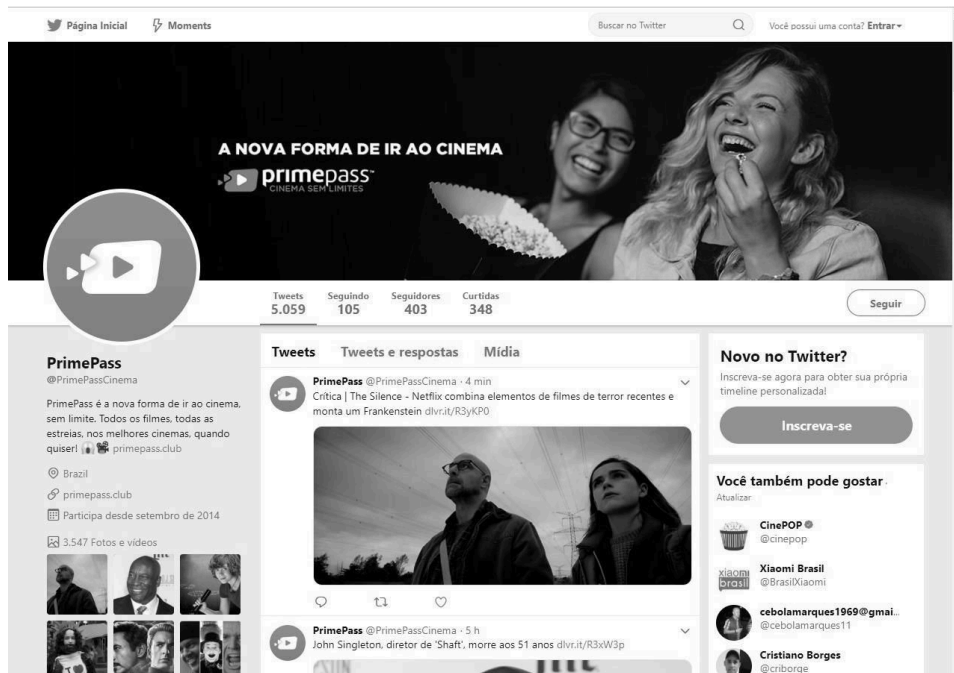 Página Inicial
Moments
Buscar no Twitter
Você possui uma conta? Entrar
A NOVA FORMA DE IR AO CINEMA
primepass™
CINEMA SEM LIMITES
Tweets
5.059
Seguindo
105
Seguidores
403
Curtidas
348
Seguir
PrimePass
@PrimePassCinema
PrimePass é a nova forma de ir ao cinema,
sem limite. Todos os filmes, todas as
estreias, nos melhores cinemas, quando
quiser! primepass.club
Brazil
primepass.club
Participa desde setembro de 2014
3.547 Fotos e vídeos
Tweets
Tweets e respostas
Mídia
PrimePass @PrimePassCinema · 4 min
Crítica | The Silence - Netflix combina elementos de filmes de terror recentes e
monta um Frankenstein dlvr.it/R3yKP0
PrimePass @PrimePassCinema · 5 h
John Singleton, diretor de 'Shaft', morre aos 51 anos dlvr.it/R3xW3p
Novo no Twitter?
Inscreva-se agora para obter sua própria
timeline personalizada!
Inscreva-se
Você também pode gostar ·
Atualizar
CinePOP
@cinepop
xiaomi
brasil
Xiaomi Brasil
@BrasilXiaomi
cebolamarques1969@gmai...
@cebolamarques11
Cristiano Borges
@criborge